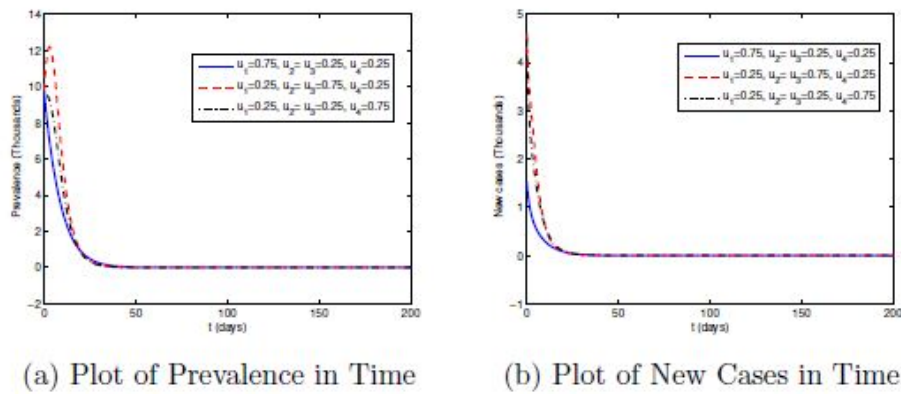 14
12
10
8
6
4
2
0
−2
Prevalence (Thousands)
u1=0.75, u2= u3=0.25, u4=0.25
u1=0.25, u2= u3=0.75, u4=0.25
u1=0.25, u2= u3=0.25, u4=0.75
0 50 100 150 200
t (days)
(a) Plot of Prevalence in Time
5
4
3
2
1
0
−1
New cases (Thousands)
u1=0.75, u2= u3=0.25, u4=0.25
u1=0.25, u2= u3=0.75, u4=0.25
u1=0.25, u2= u3=0.25, u4=0.75
0 50 100 150 200
t (days)
(b) Plot of New Cases in Time